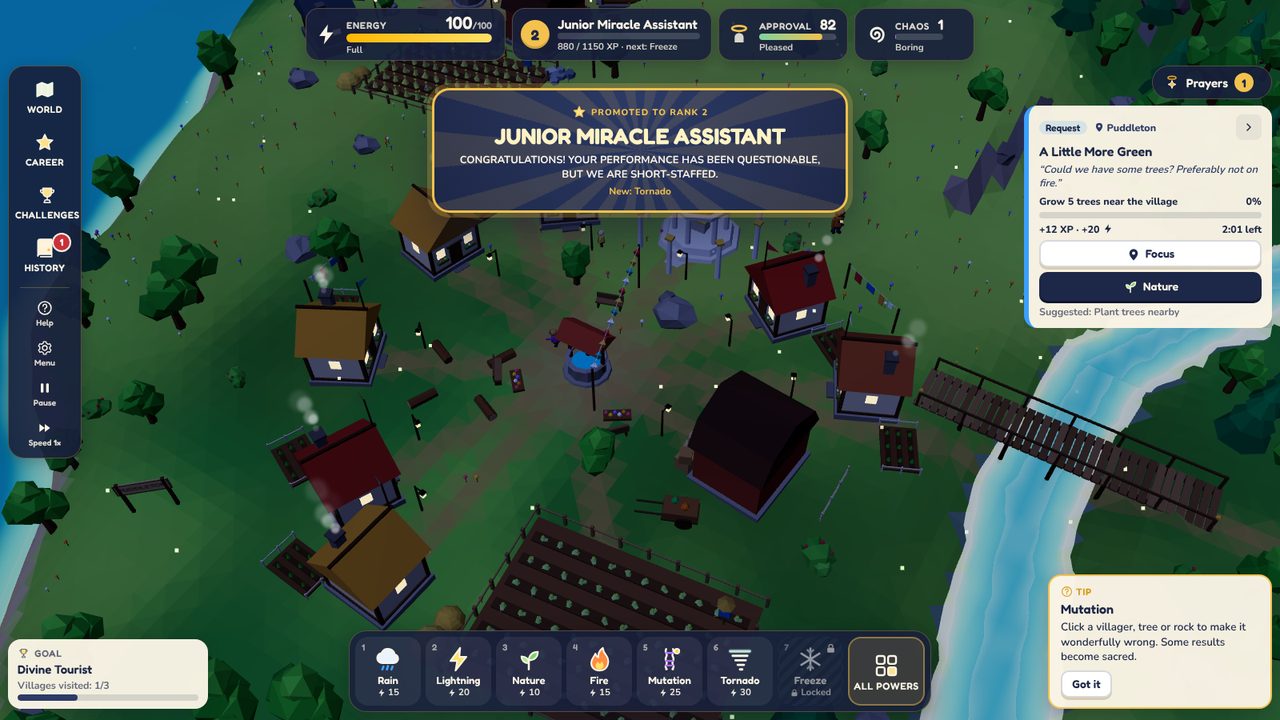 ENERGY 100/100
Full
2
Junior Miracle Assistant
880 / 1150 XP · next: Freeze
APPROVAL 82
Pleased
CHAOS 1
Boring
WORLD
CAREER
CHALLENGES
1
HISTORY
Help
Menu
Pause
Speed 1x
PROMOTED TO RANK 2
JUNIOR MIRACLE ASSISTANT
CONGRATULATIONS! YOUR PERFORMANCE HAS BEEN QUESTIONABLE,
BUT WE ARE SHORT-STAFFED.
New: Tornado
Prayers 1
Request Puddleton
A Little More Green
“Could we have some trees? Preferably not on
fire.”
Grow 5 trees near the village 0%
+12 XP · +20 2:01 left
Focus
Nature
Suggested: Plant trees nearby
TIP
Mutation
Click a villager, tree or rock to make it
wonderfully wrong. Some results
become sacred.
Got it
GOAL
Divine Tourist
Villages visited: 1/3
1
Rain
15
2
Lightning
20
3
Nature
10
4
Fire
15
5
Mutation
25
6
Tornado
30
7
Freeze
Locked
ALL POWERS